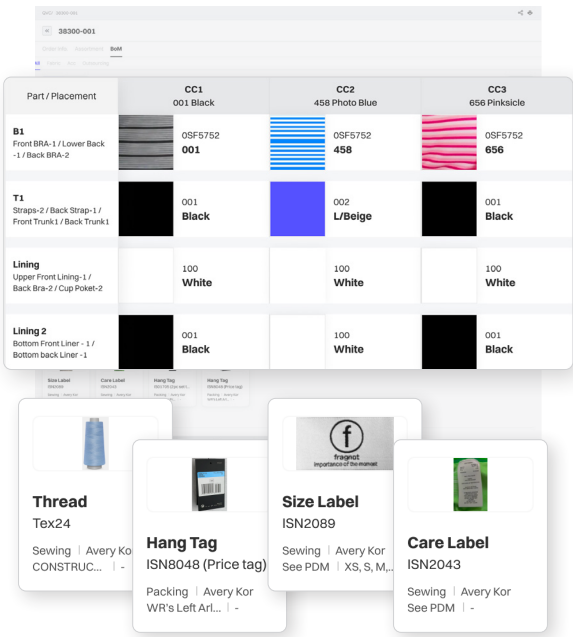 38300-001
BoM
Part / Placement
CC1
001 Black
CC2
458 Photo Blue
CC3
656 Pinksicle
B1
Front BRA-1 / Lower Back
-1 / Back BRA-2
0SF5752
001
0SF5752
458
0SF5752
656
T1
Straps-2 / Back Strap-1 /
Front Trunk1 / Back Trunk1
001
Black
002
L/Beige
001
Black
Lining
Upper Front Lining-1 /
Back Bra-2 / Cup Poket-2
100
White
100
White
100
White
Lining 2
Bottom Front Liner - 1 /
Bottom back Liner -1
001
Black
100
White
001
Black
Size Label
Care Label
Hang Tag
Hang Tag
Thread
Tex24
Sewing | Avery Ko
CONSTRUC... | -
Hang Tag
ISN8048 (Price tag)
Packing | Avery Kor
WR's Left Arl... | -
fragnot
importance of the moment
Size Label
ISN2089
Sewing | Avery Kor
See PDM | XS, S, M,..
Care Label
ISN2043
Sewing | Avery Kor
See PDM | -